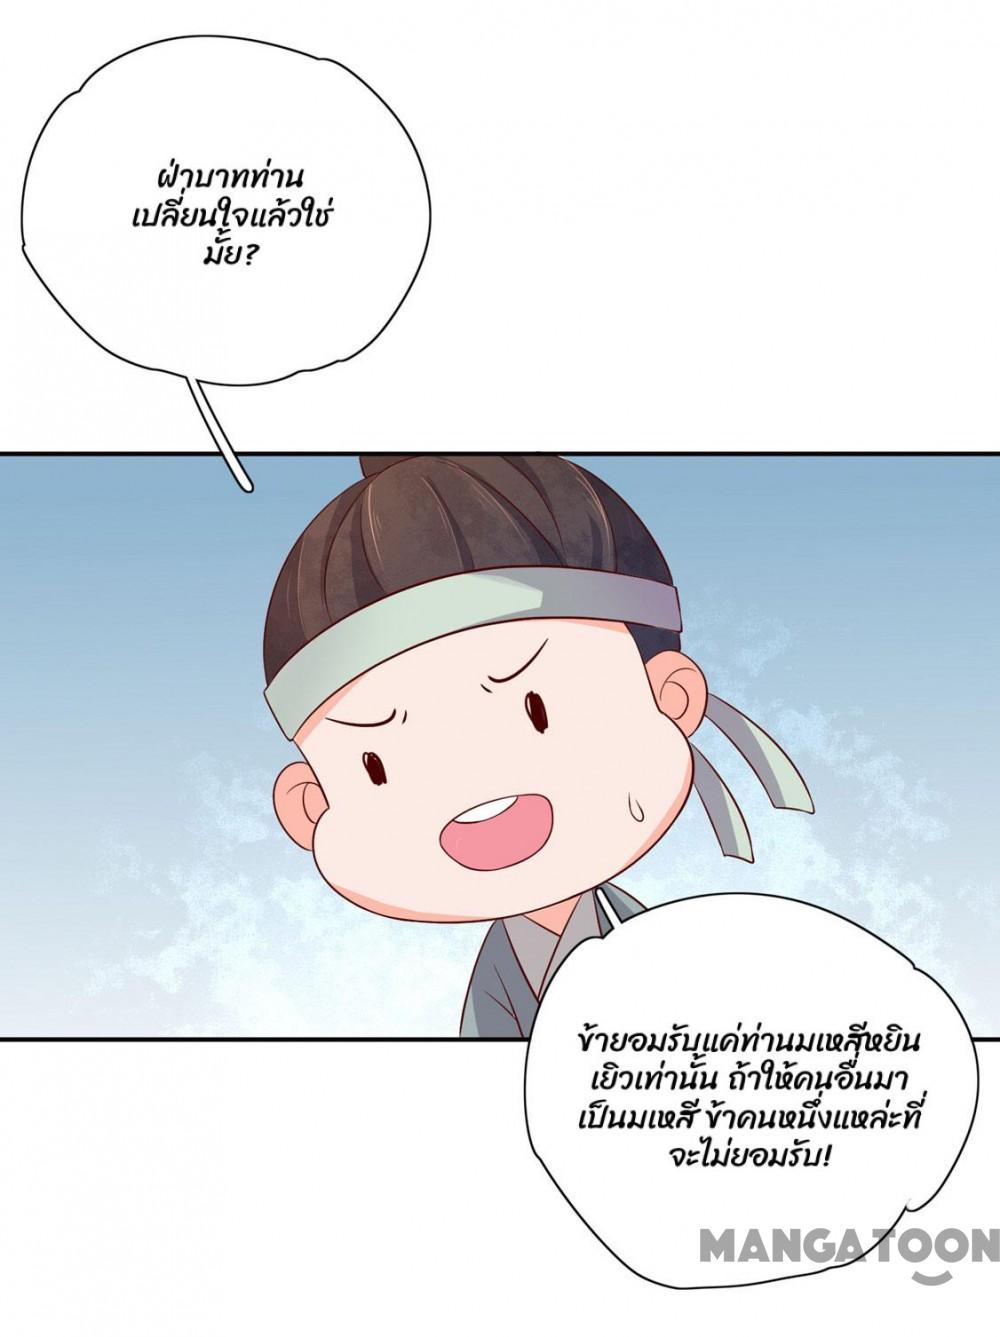 ฝ่าบาทท่าน
เปลี่ยนใจแล้วใช่
มั้ย?
ข้ายอมรับแค่ท่านมเหสีหยิน
เยิวเท่านั้น ถ้าให้คนอื่นมา
เป็นมเหสี ข้าคนหนึ่งแหล่ะที่
จะไม่ยอมรับ!
MANGATOON